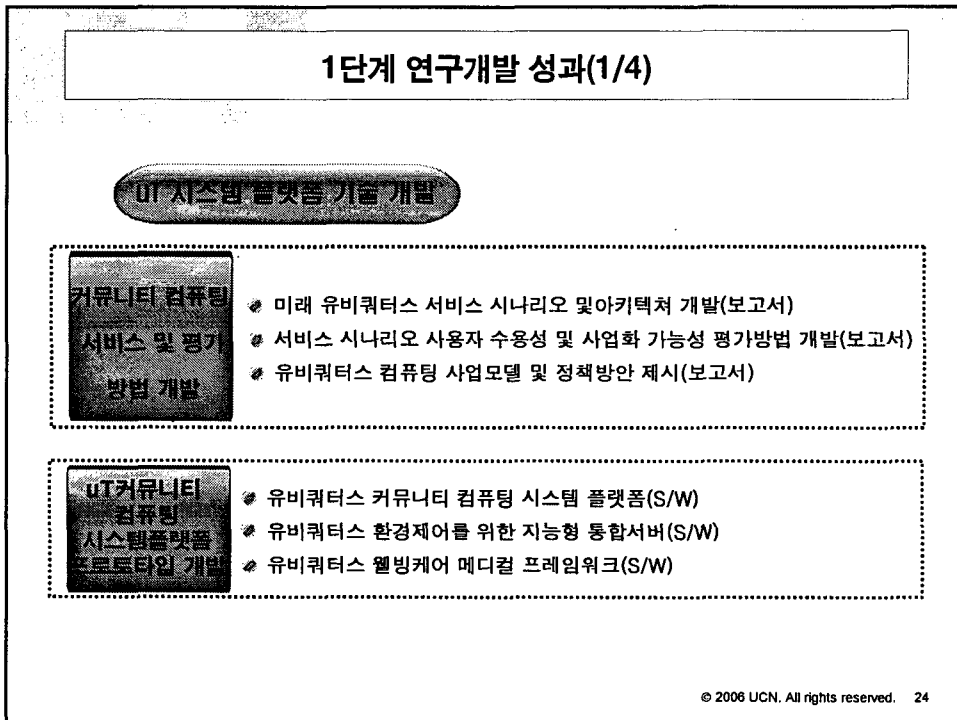 1단계 연구개발 성과(1/4)
uT 시스템 플랫폼 기술 개발
커뮤니티 컴퓨팅
서비스 및 평가
방법 개발
미래 유비쿼터스 서비스 시나리오 및아키텍쳐 개발(보고서)
서비스 시나리오 사용자 수용성 및 사업화 가능성 평가방법 개발(보고서)
유비쿼터스 컴퓨팅 사업모델 및 정책방안 제시(보고서)
uT커뮤니티
컴퓨팅
시스템플랫폼
프로토타입 개발
유비쿼터스 커뮤니티 컴퓨팅 시스템 플랫폼(S/W)
유비쿼터스 환경제어를 위한 지능형 통합서버(S/W)
유비쿼터스 웰빙케어 메디컬 프레임워크(S/W)
© 2006 UCN. All rights reserved. 24